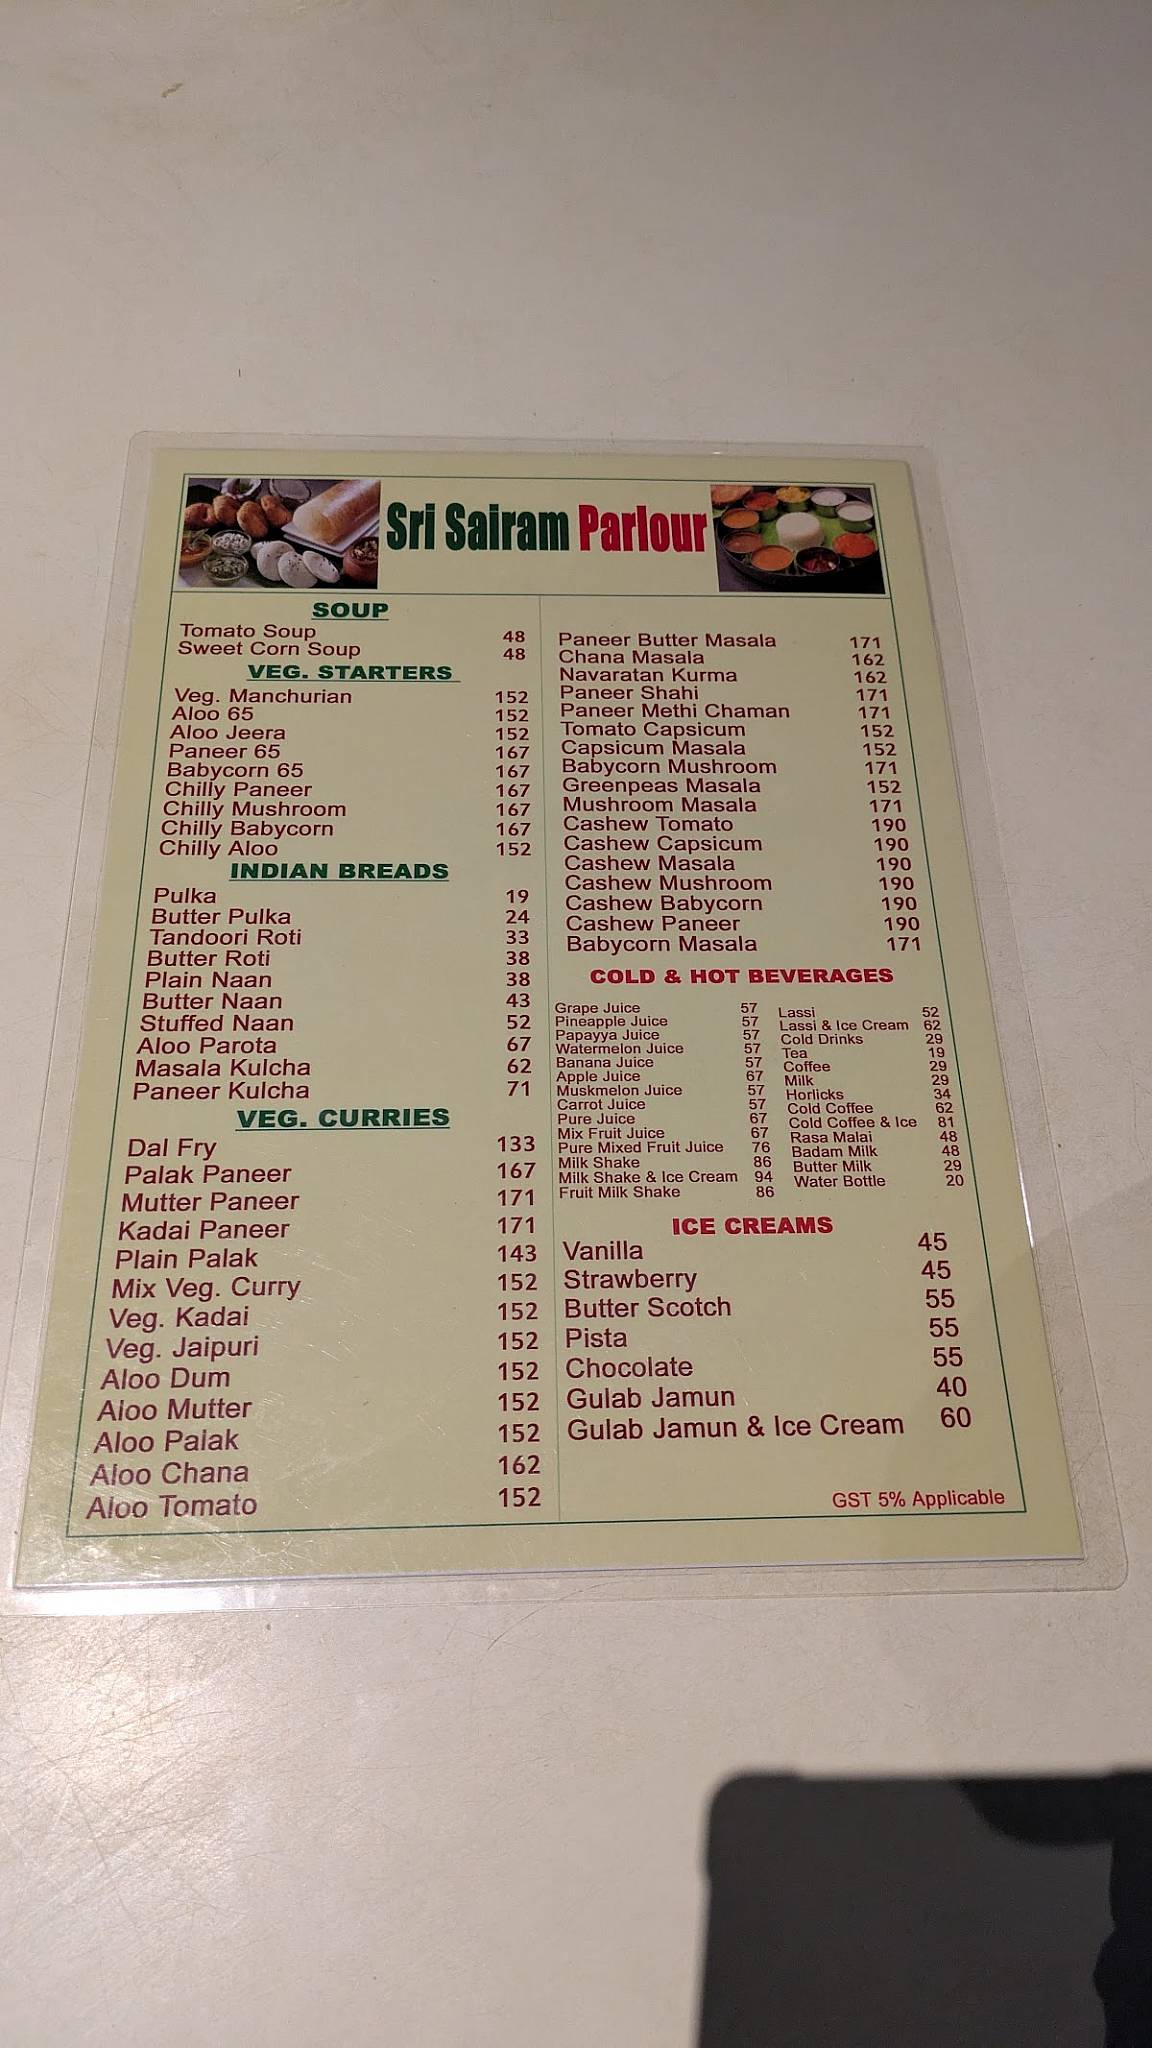 Sri Sairam Parlour
SOUP
Tomato Soup 48
Sweet Corn Soup 48
VEG. STARTERS
Veg. Manchurian 152
Aloo 65 152
Aloo Jeera 152
Paneer 65 167
Babycorn 65 167
Chilly Paneer 167
Chilly Mushroom 167
Chilly Babycorn 167
Chilly Aloo 152
INDIAN BREADS
Pulka 19
Butter Pulka 24
Tandoori Roti 33
Butter Roti 38
Plain Naan 38
Butter Naan 43
Stuffed Naan 52
Aloo Parota 67
Masala Kulcha 62
Paneer Kulcha 71
VEG. CURRIES
Dal Fry 133
Palak Paneer 167
Mutter Paneer 171
Kadai Paneer 171
Plain Palak 143
Mix Veg. Curry 152
Veg. Kadai 152
Veg. Jaipuri 152
Aloo Dum 152
Aloo Mutter 152
Aloo Palak 152
Aloo Chana 162
Aloo Tomato 152
Paneer Butter Masala 171
Chana Masala 162
Navaratan Kurma 162
Paneer Shahi 171
Paneer Methi Chaman 171
Tomato Capsicum 152
Capsicum Masala 152
Babycorn Mushroom 171
Greenpeas Masala 152
Mushroom Masala 171
Cashew Tomato 190
Cashew Capsicum 190
Cashew Masala 190
Cashew Mushroom 190
Cashew Babycorn 190
Cashew Paneer 190
Babycorn Masala 171
COLD & HOT BEVERAGES
Grape Juice 57
Pineapple Juice 57
Papayya Juice 57
Watermelon Juice 57
Banana Juice 57
Apple Juice 67
Muskmelon Juice 57
Carrot Juice 57
Pure Juice 67
Mix Fruit Juice 67
Pure Mixed Fruit Juice 76
Milk Shake 86
Milk Shake & Ice Cream 94
Fruit Milk Shake 86
Lassi 52
Lassi & Ice Cream 62
Cold Drinks 29
Tea 19
Coffee 29
Milk 29
Horlicks 34
Cold Coffee 62
Cold Coffee & Ice 81
Rasa Malai 48
Badam Milk 48
Butter Milk 29
Water Bottle 20
ICE CREAMS
Vanilla 45
Strawberry 45
Butter Scotch 55
Pista 55
Chocolate 55
Gulab Jamun 40
Gulab Jamun & Ice Cream 60
GST 5% Applicable